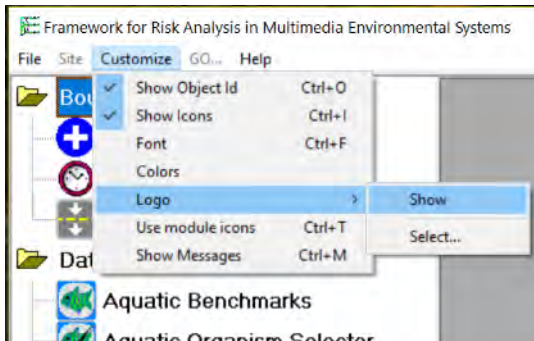 Framework for Risk Analysis in Multimedia Environmental Systems
File Site Customize GO... Help
Bou
Show Object Id Ctrl+O
Show Icons Ctrl+I
Font Ctrl+F
Colors
Logo > Show
Use module icons Ctrl+T
Select...
Dat
Show Messages Ctrl+M
Aquatic Benchmarks
Aquatic Organism Selector